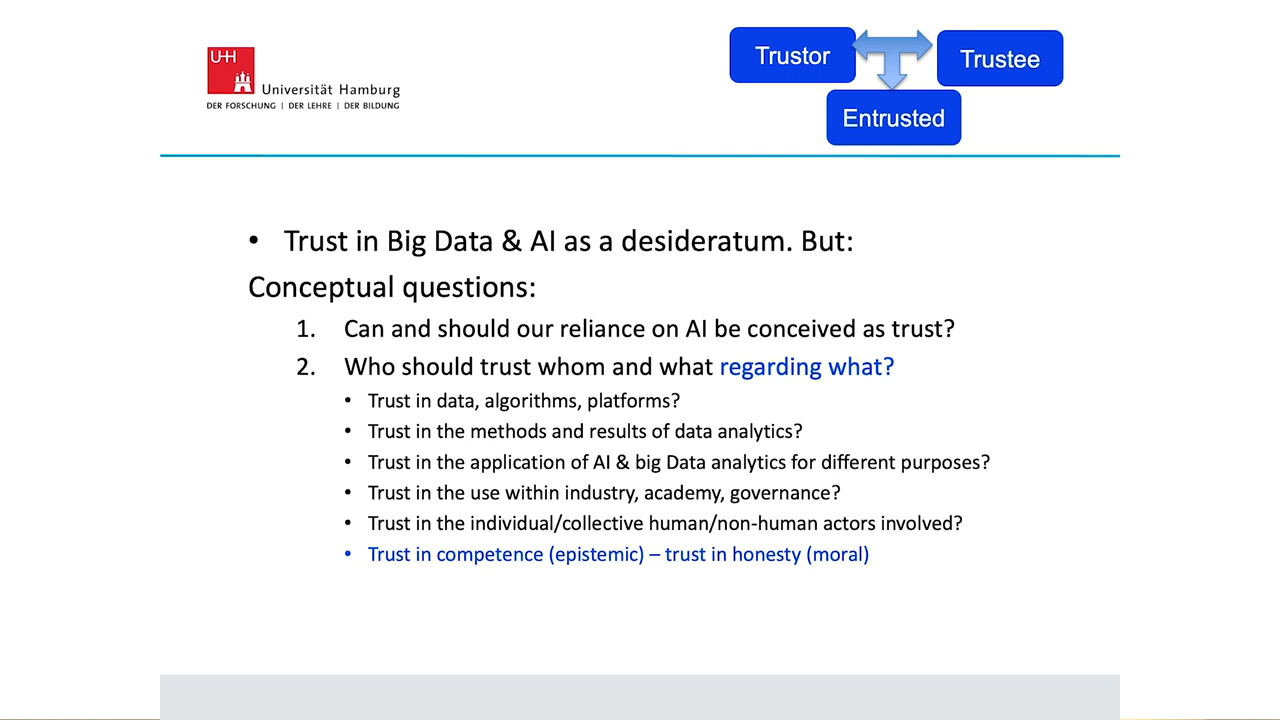 UHH
Universität Hamburg
DER FORSCHUNG | DER LEHRE | DER BILDUNG
Trustor
Trustee
Entrusted
• Trust in Big Data & AI as a desideratum. But:
Conceptual questions:
1. Can and should our reliance on AI be conceived as trust?
2. Who should trust whom and what regarding what?
• Trust in data, algorithms, platforms?
• Trust in the methods and results of data analytics?
• Trust in the application of AI & big Data analytics for different purposes?
• Trust in the use within industry, academy, governance?
• Trust in the individual/collective human/non-human actors involved?
• Trust in competence (epistemic) – trust in honesty (moral)